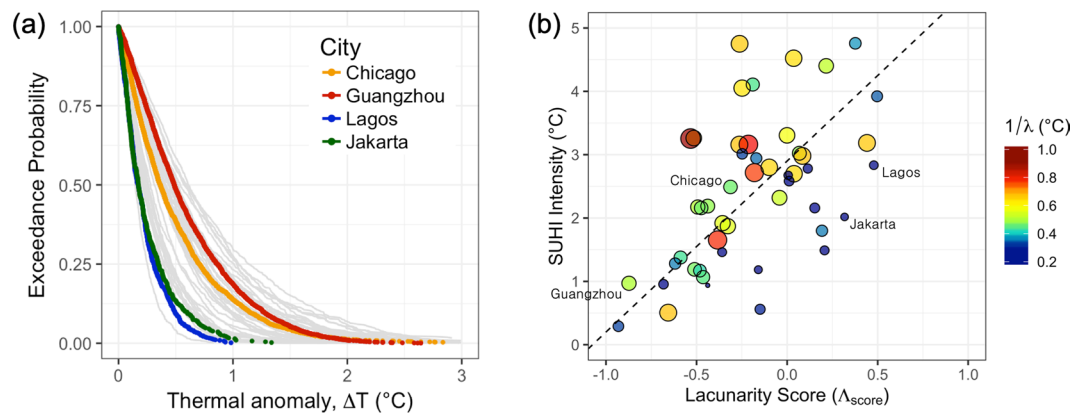 (a)
Exceedance Probability
1.00
0.75
0.50
0.25
0.00
0
1
2
3
Thermal anomaly, ΔT (°C)
City
Chicago
Guangzhou
Lagos
Jakarta
(b)
SUHI Intensity (°C)
5
4
3
2
1
0
-1.0
-0.5
0.0
0.5
1.0
Lacunarity Score (Λscore)
Chicago
Lagos
Jakarta
Guangzhou
1/λ (°C)
1.0
0.8
0.6
0.4
0.2